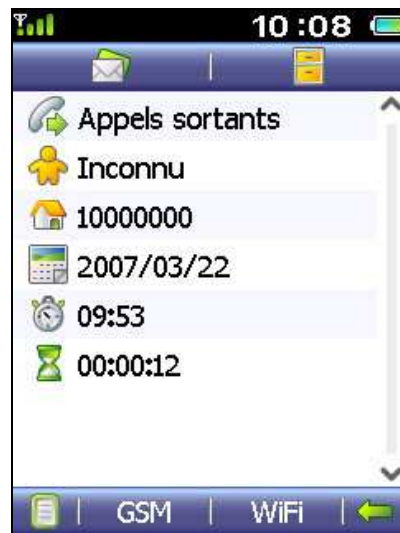 10:08
Appels sortants
Inconnu
10000000
2007/03/22
09:53
00:00:12
GSM | WiFi